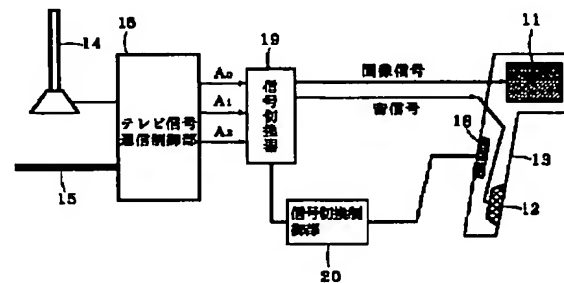 11
14
16
19
A₀
画像信号
A₁
信号切換器
音信号
テレビ信号
通信制御部
A₂
18
13
15
信号切換制
御部
12
20